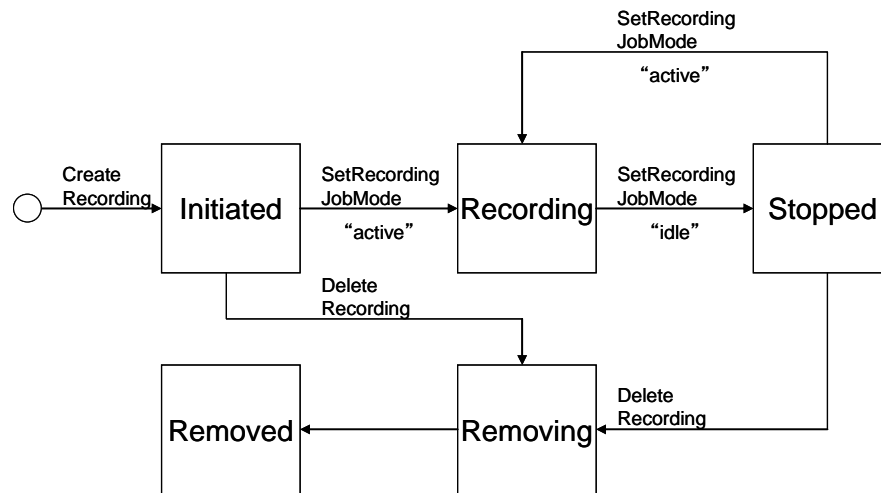 SetRecording
JobMode
“active”
Create
Recording
Initiated
SetRecording
JobMode
“active”
Recording
SetRecording
JobMode
“idle”
Stopped
Delete
Recording
Delete
Recording
Removed
Removing